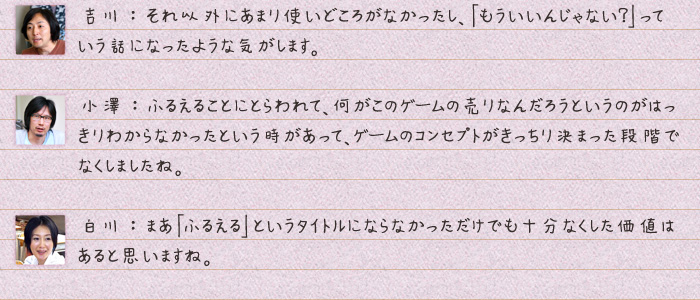 吉川：それ以外にあまり使いどころがなかったし、「もういいんじゃない?」って
いう話になったような気がします。
小澤：ふるえることにとらわれて、何がこのゲームの売りなんだろうというのがはっ
きりわからなかったという時があって、ゲームのコンセプトがきっちり決まった段階で
なくしましたね。
白川：まあ「ふるえる」というタイトルにならなかっただけでも十分なくした価値は
あると思いますね。